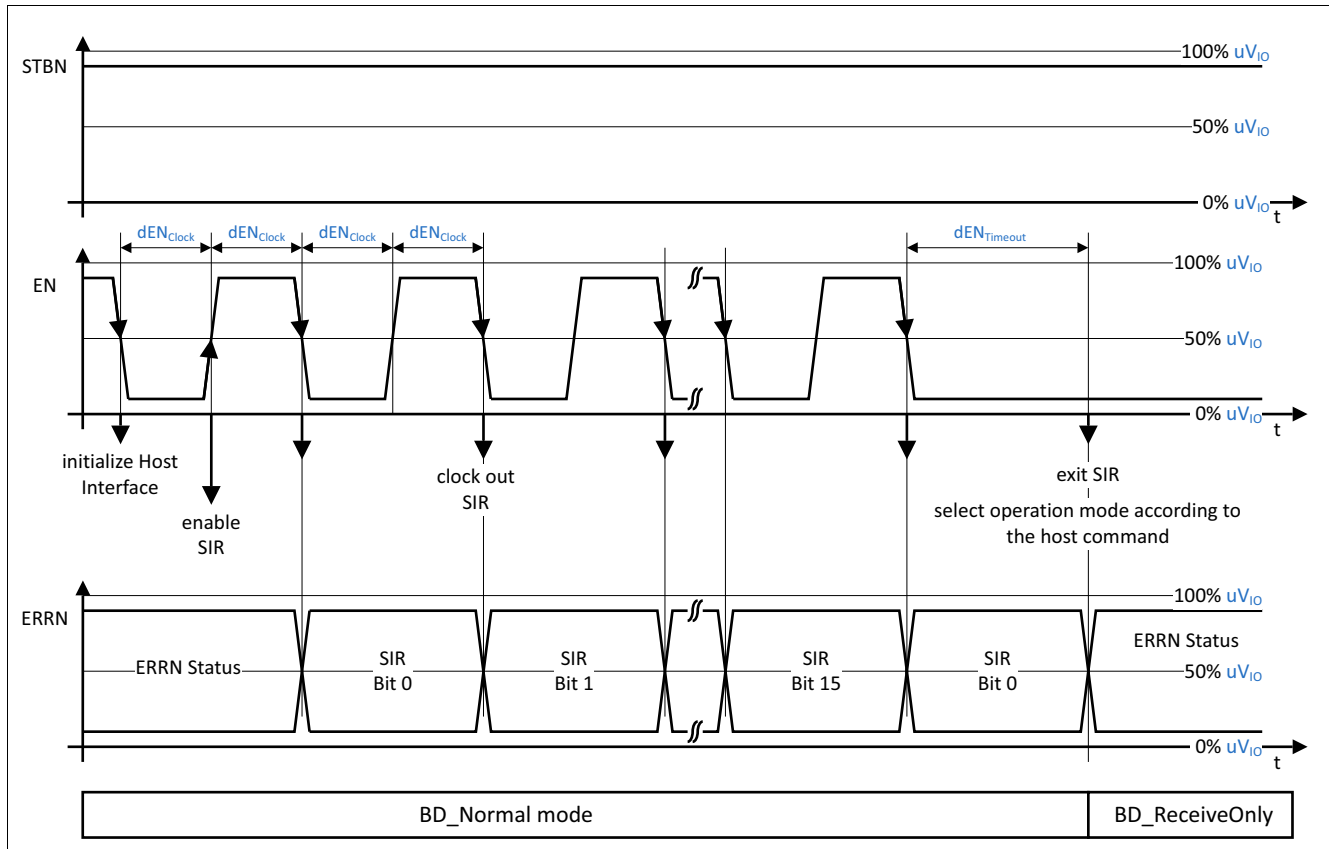 100% uVIO
STBN
50% uVIO
0% uVIO
t
dENClock dENClock dENClock dENClock dENTimeout
100% uVIO
EN
50% uVIO
0% uVIO
t
initialize Host
Interface
enable
SIR
clock out
SIR
exit SIR
select operation mode according to
the host command
100% uVIO
ERRN
ERRN Status
SIR
Bit 0
SIR
Bit 1
SIR
Bit 15
SIR
Bit 0
ERRN Status
50% uVIO
0% uVIO
t
BD_Normal mode
BD_ReceiveOnly